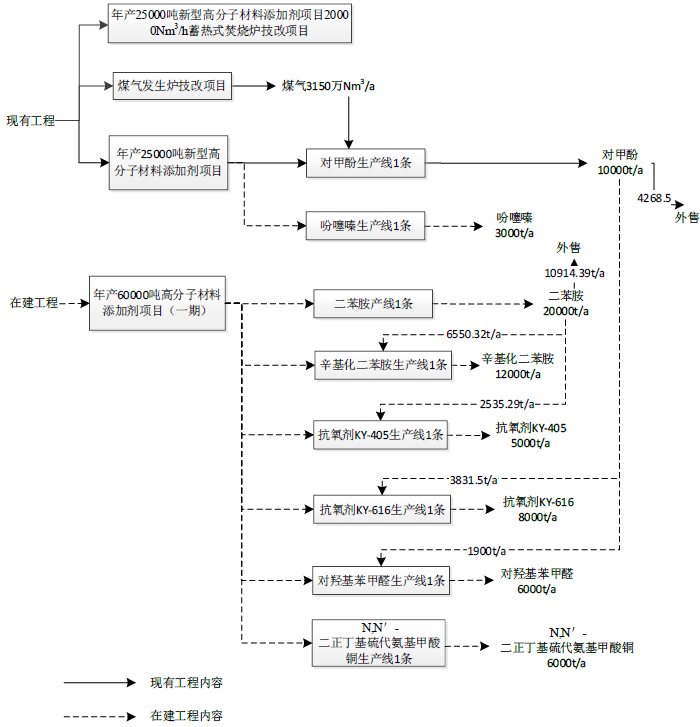 年产25000吨新型高分子材料添加剂项目2000
0Nm³/h蓄热式焚烧炉技改项目
煤气发生炉技改项目
煤气3150万Nm³/a
现有工程
年产25000吨新型高
分子材料添加剂项目
对甲酚生产线1条
对甲酚
10000t/a
4268.5
外售
吩噻嗪生产线1条
吩噻嗪
3000t/a
外售
10914.39t/a
在建工程
年产60000吨高分子材料
添加剂项目（一期）
二苯胺产线1条
二苯胺
20000t/a
6550.32t/a
辛基化二苯胺生产线1条
辛基化二苯胺
12000t/a
2535.29t/a
抗氧剂KY-405生产线1条
抗氧剂KY-405
5000t/a
3831.5t/a
抗氧剂KY-616生产线1条
抗氧剂KY-616
8000t/a
1900t/a
对羟基苯甲醛生产线1条
对羟基苯甲醛
6000t/a
N,N′-
二正丁基硫代氨基甲酸
铜生产线1条
N,N′-
二正丁基硫代氨基甲酸铜
6000t/a
现有工程内容
在建工程内容